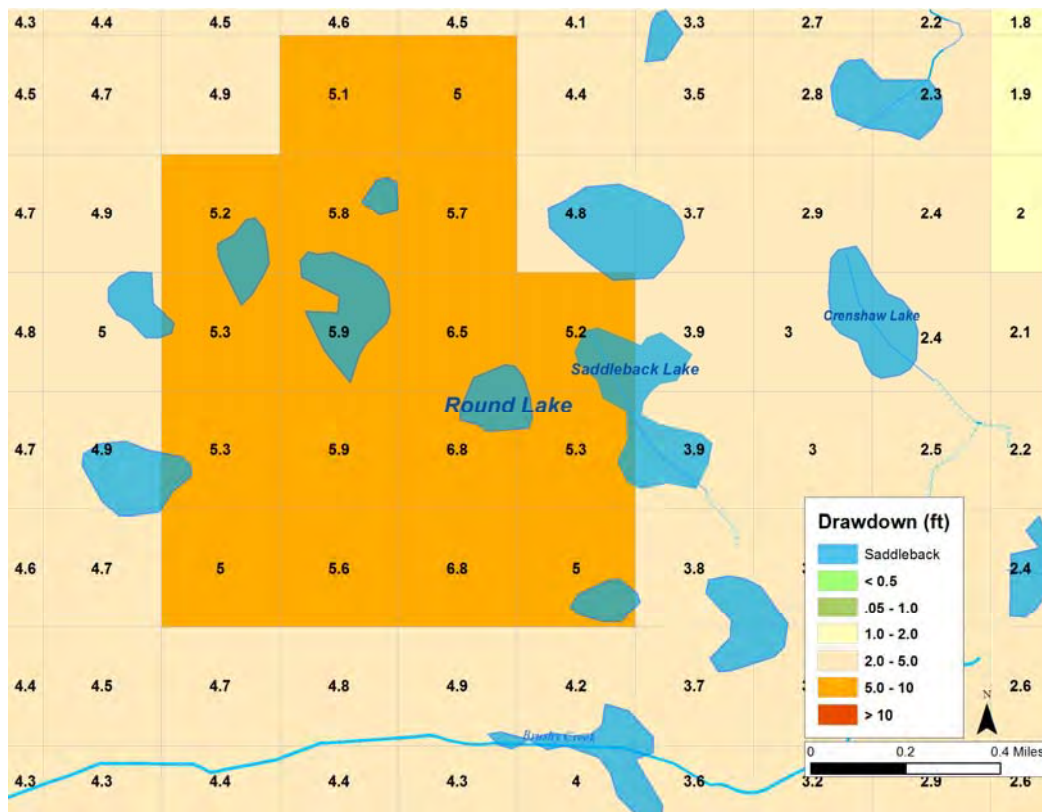 4.3 4.4 4.5 4.6 4.5 4.1 3.3 2.7 2.2 1.8
4.5 4.7 4.9 5.1 5 4.4 3.5 2.8 2.3 1.9
4.7 4.9 5.2 5.8 5.7 4.8 3.7 2.9 2.4 2
Crenshaw Lake
4.8 5 5.3 5.9 6.5 5.2 3.9 3 2.4 2.1
Saddleback Lake
Round Lake
4.7 4.9 5.3 5.9 6.8 5.3 3.9 3 2.5 2.2
4.6 4.7 5 5.6 6.8 5 3.8 2.4
4.4 4.5 4.7 4.8 4.9 4.2 3.7 2.6
Creek
4.3 4.3 4.4 4.4 4.3 4 3.6 3.2 2.9 2.6
Drawdown (ft)
Saddleback
< 0.5
.05 - 1.0
1.0 - 2.0
2.0 - 5.0
5.0 - 10
> 10
N
0 0.2 0.4 Miles